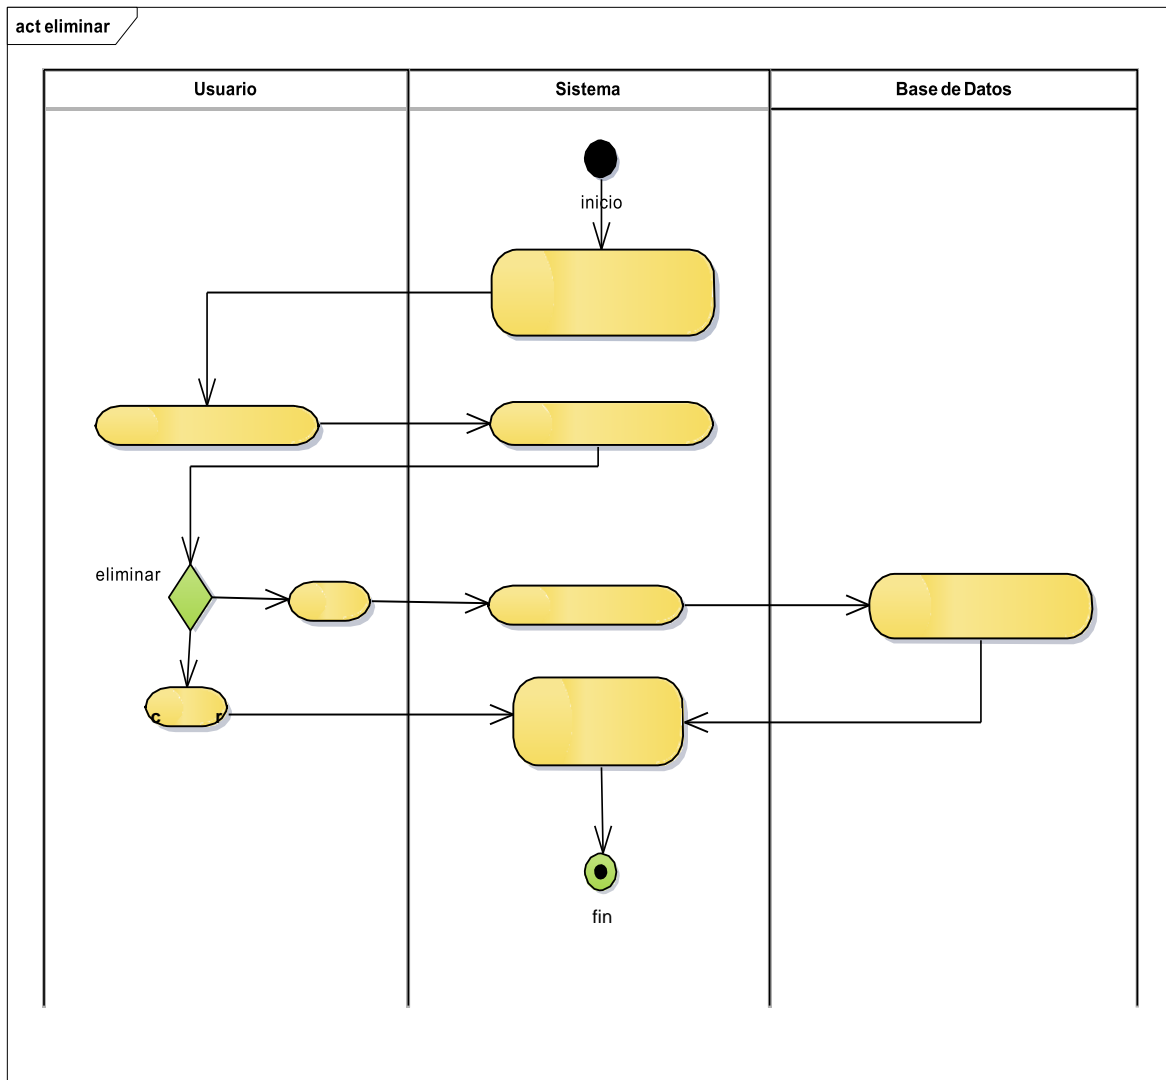 act eliminar
Usuario
Sistema
Base de Datos
inicio
eliminar
c r
fin